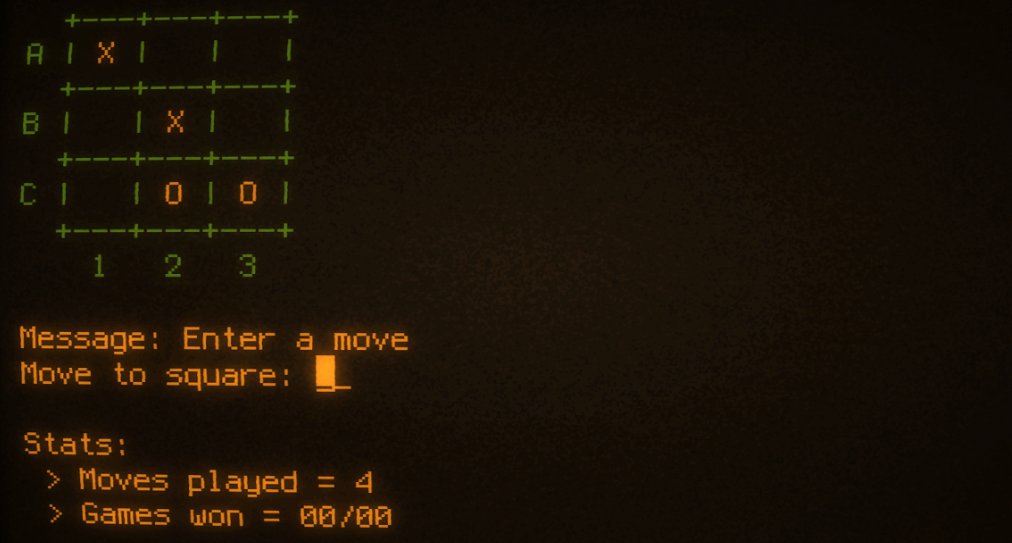 +---+---+---+
A | X |   |   |
+---+---+---+
B |   | X |   |
+---+---+---+
C |   | O | O |
+---+---+---+
1   2   3
Message: Enter a move
Move to square: █_
Stats:
> Moves played = 4
> Games won = 00/00